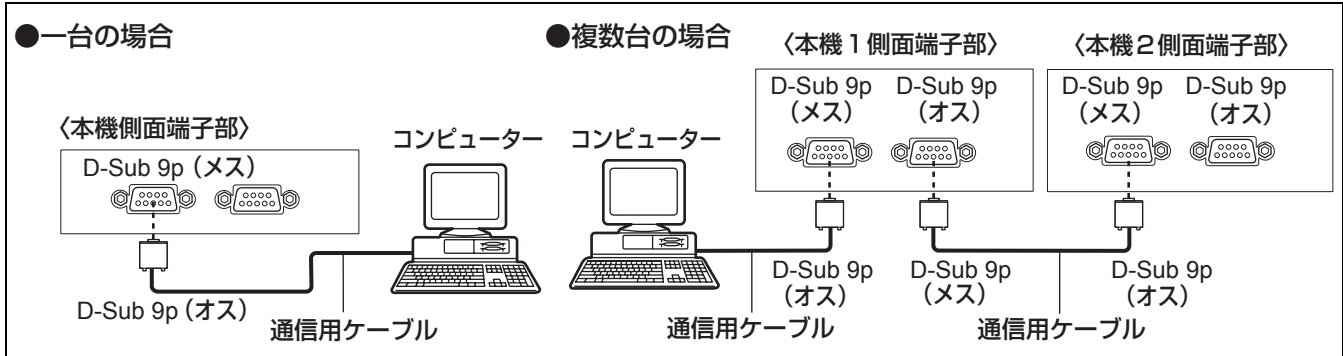 ●一台の場合
〈本機側面端子部〉
D-Sub 9p（メス）
コンピューター
D-Sub 9p（オス）
通信用ケーブル
●複数台の場合
〈本機1側面端子部〉
〈本機2側面端子部〉
D-Sub 9p
（メス）
D-Sub 9p
（オス）
D-Sub 9p
（メス）
D-Sub 9p
（オス）
コンピューター
D-Sub 9p
（オス）
D-Sub 9p
（メス）
D-Sub 9p
（オス）
通信用ケーブル
通信用ケーブル